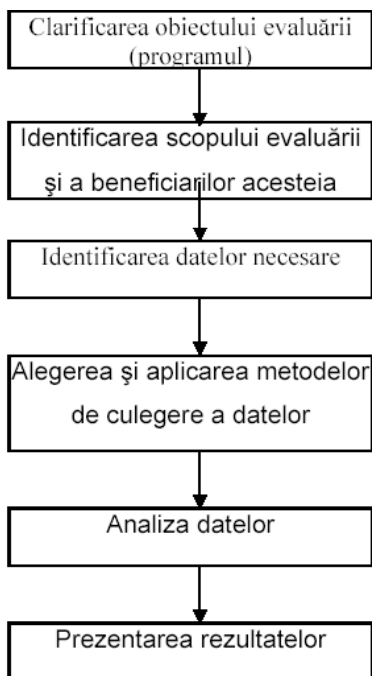 Clarificarea obiectului evaluării
(programul)
Identificarea scopului evaluării
şi a beneficiarilor acesteia
Identificarea datelor necesare
Alegerea şi aplicarea metodelor
de culegere a datelor
Analiza datelor
Prezentarea rezultatelor